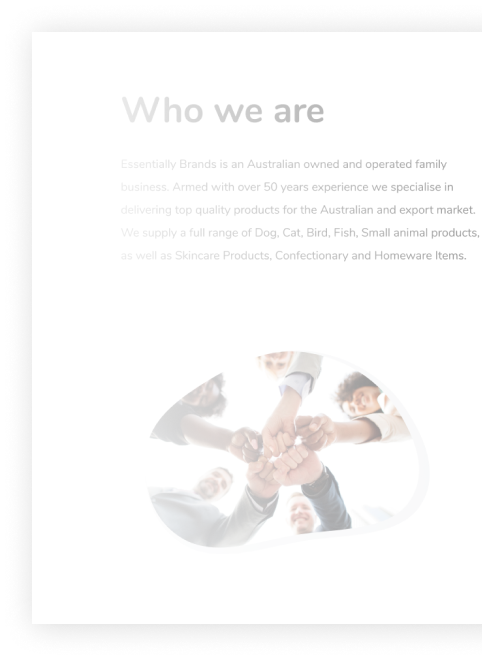 Who we are
Essentially Brands is an Australian owned and operated family
business. Armed with over 50 years experience we specialise in
delivering top quality products for the Australian and export market.
We supply a full range of Dog, Cat, Bird, Fish, Small animal products,
as well as Skincare Products, Confectionary and Homeware Items.